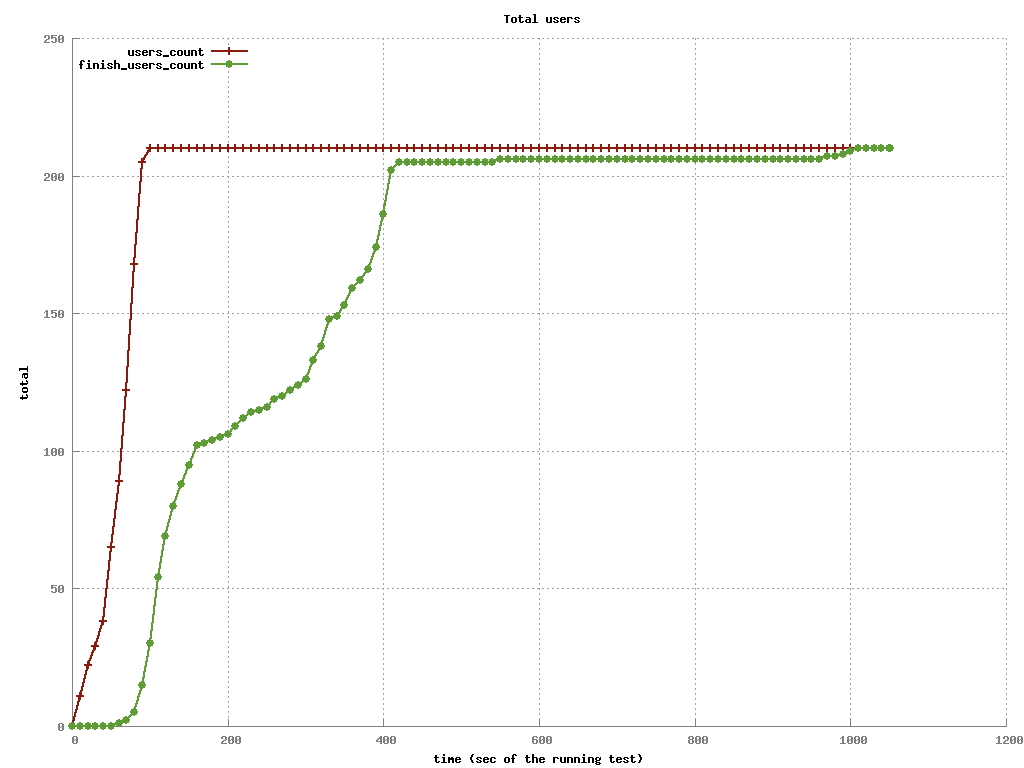 Total users
250
users_count
finish_users_count
200
150
total
100
50
0
0 200 400 600 800 1000 1200
time (sec of the running test)